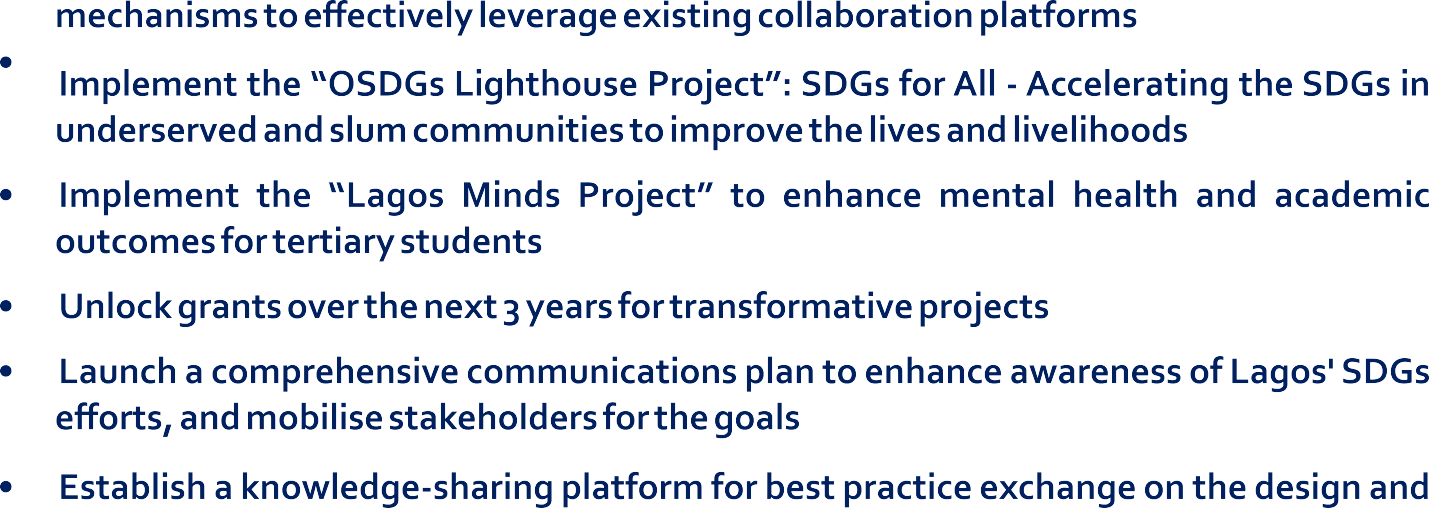 mechanisms to effectively leverage existing collaboration platforms
• Implement the “OSDGs Lighthouse Project”: SDGs for All - Accelerating the SDGs in
underserved and slum communities to improve the lives and livelihoods
• Implement the “Lagos Minds Project” to enhance mental health and academic
outcomes for tertiary students
• Unlock grants over the next 3 years for transformative projects
• Launch a comprehensive communications plan to enhance awareness of Lagos' SDGs
efforts, and mobilise stakeholders for the goals
• Establish a knowledge-sharing platform for best practice exchange on the design and